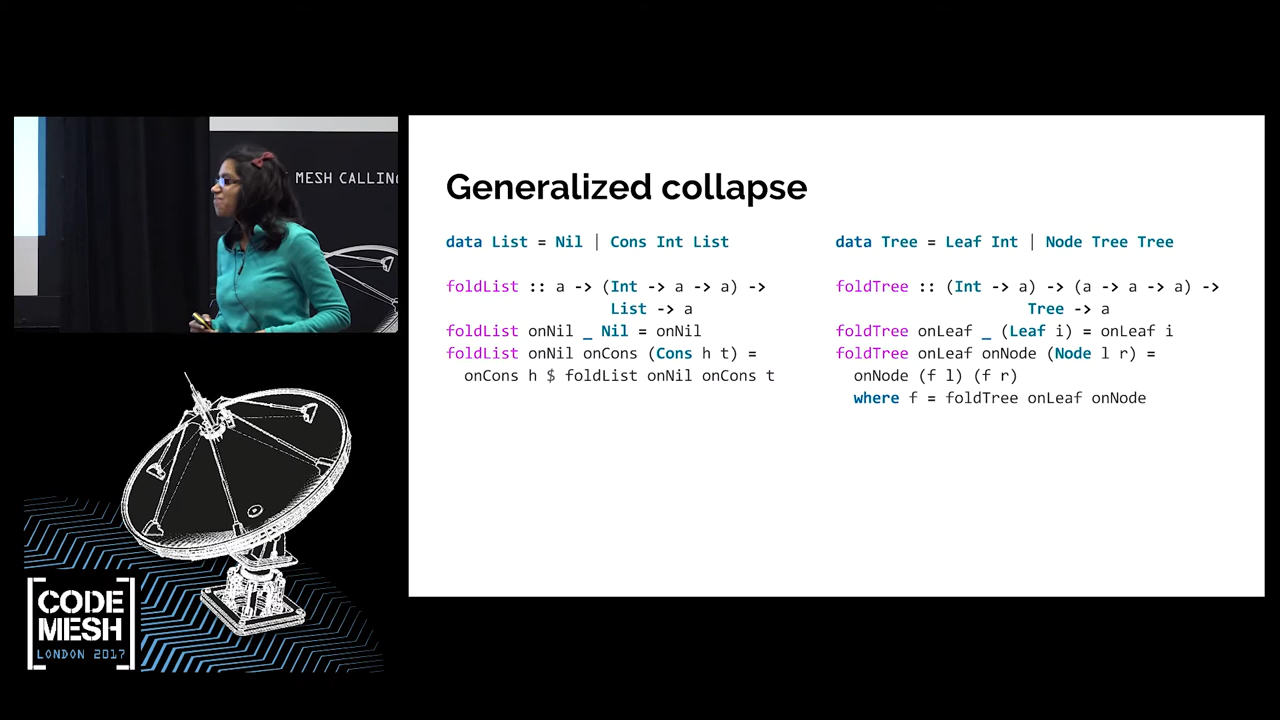 MESH CALLING
Generalized collapse
data List = Nil | Cons Int List
foldList :: a -> (Int -> a -> a) ->
List -> a
foldList onNil _ Nil = onNil
foldList onNil onCons (Cons h t) =
onCons h $ foldList onNil onCons t
data Tree = Leaf Int | Node Tree Tree
foldTree :: (Int -> a) -> (a -> a -> a) ->
Tree -> a
foldTree onLeaf _ (Leaf i) = onLeaf i
foldTree onLeaf onNode (Node l r) =
onNode (f l) (f r)
where f = foldTree onLeaf onNode
CODE
MESH
LONDON 2017